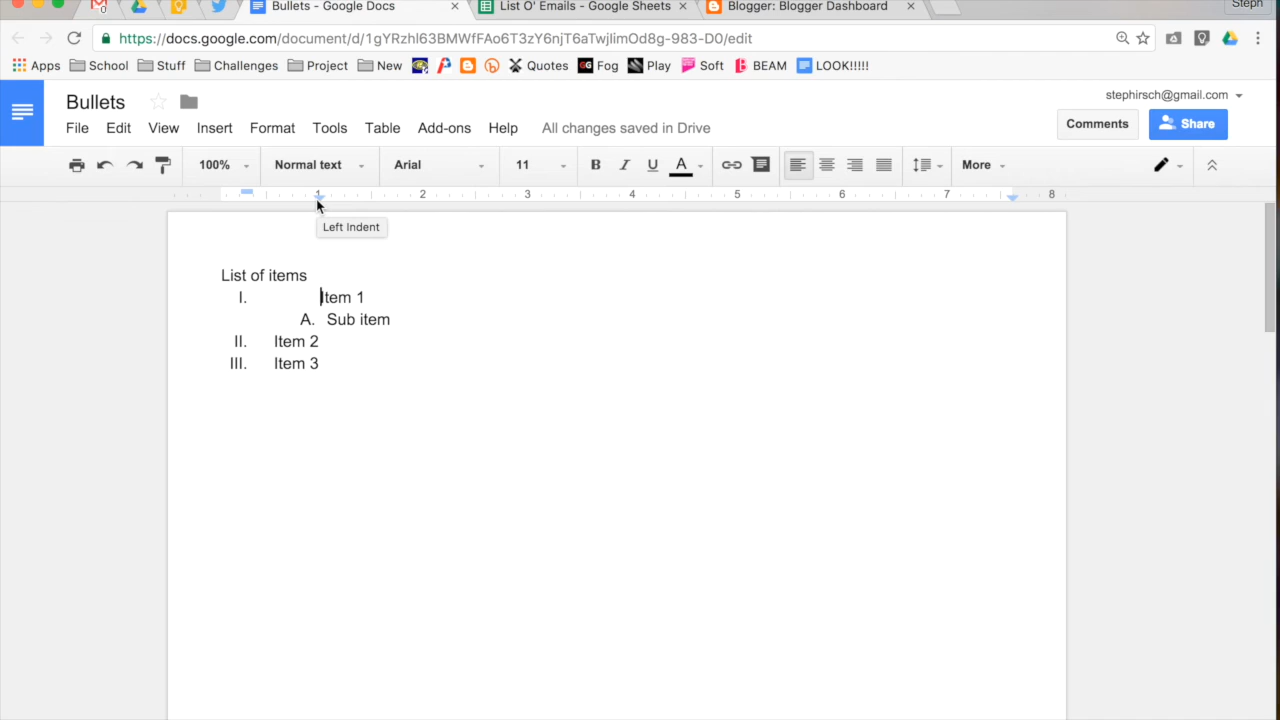 Steph
0
Bullets - Google Docs
List O' Emails - Google Sheets
Blogger: Blogger Dashboard
https://docs.google.com/document/d/1gYRzhl63BMWfFAo6T3zY6njT6aTwjlimOd8g-983-D0/edit
Apps School Stuff Challenges Project New Quotes Fog Play Soft BEAM LOOK!!!!!
Bullets
stephirsch@gmail.com
File Edit View Insert Format Tools Table Add-ons Help All changes saved in Drive
Comments Share
100% Normal text Arial 11 B I U A More
1 2 3 4 5 6 7 8
Left Indent
List of items
I. Item 1
A. Sub item
II. Item 2
III. Item 3